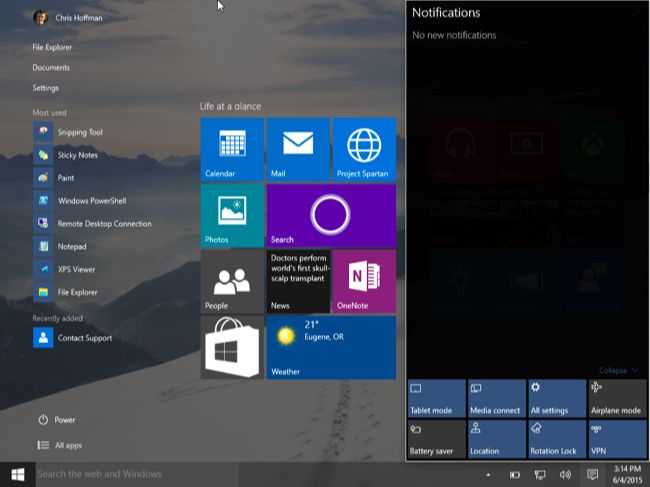 Chris Hoffman
File Explorer
Documents
Settings
Most used
Snipping Tool
Sticky Notes
Paint
Windows PowerShell
Remote Desktop Connection
Notepad
XPS Viewer
File Explorer
Recently added
Contact Support
Power
All apps
Life at a glance
Calendar
Mail
Project Spartan
Photos
Search
People
Doctors perform
world's first skull-
scalp transplant
News
OneNote
21°
Eugene, OR
Weather
Notifications
No new notifications
Collapse
Tablet mode
Media connect
All settings
Airplane mode
Battery saver
Location
Rotation Lock
VPN
Search the web and Windows
3:14 PM
6/4/2015